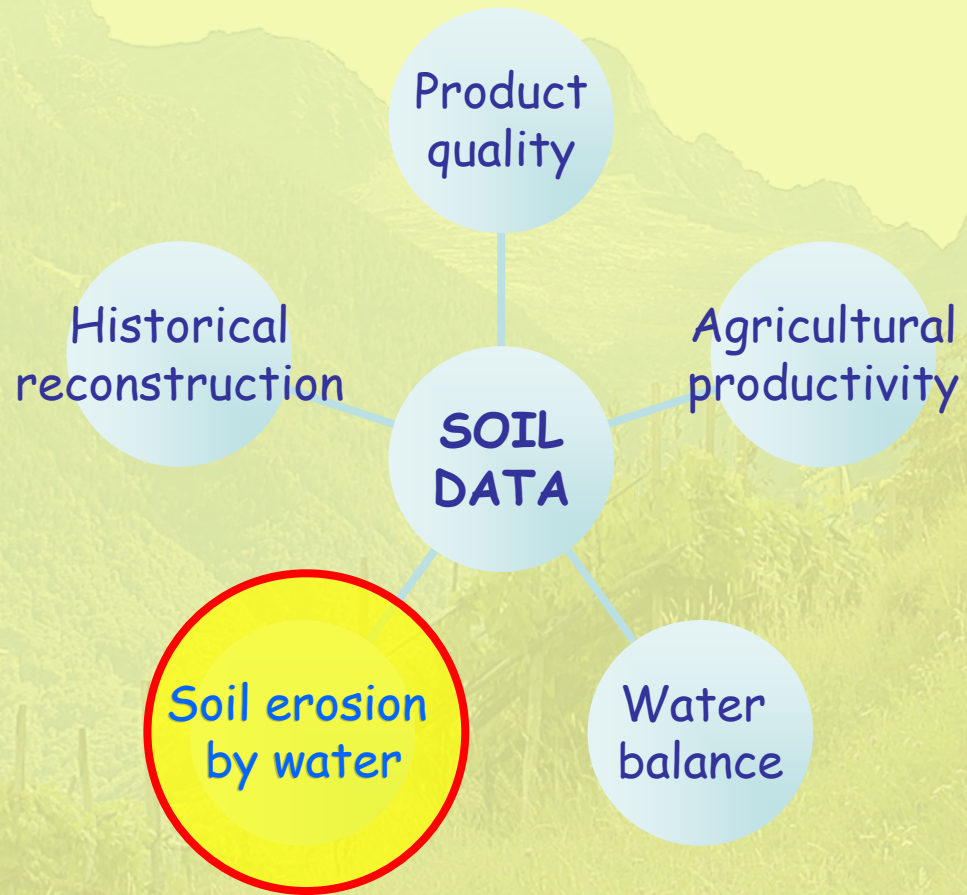 Product
quality
Historical
reconstruction
Agricultural
productivity
SOIL
DATA
Soil erosion
by water
Water
balance